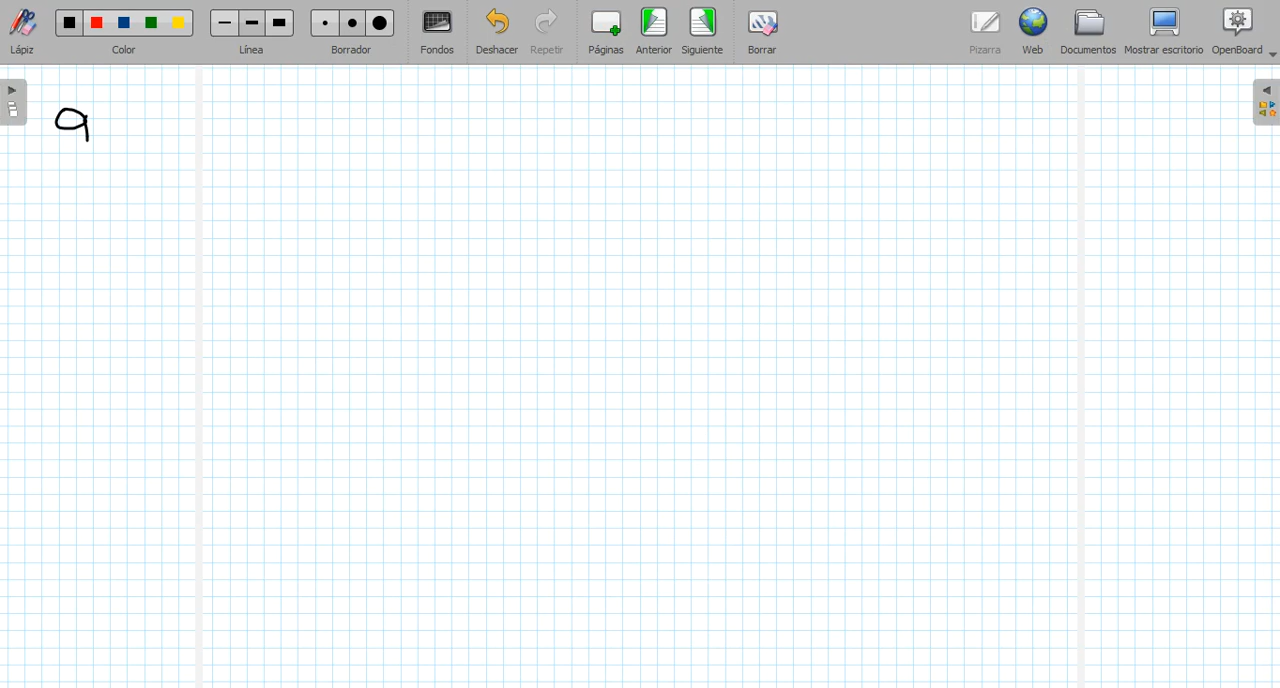 Lápiz Color Línea Borrador Fondos Deshacer Repetir Páginas Anterior Siguiente Borrar Pizarra Web Documentos Mostrar escritorio OpenBoard